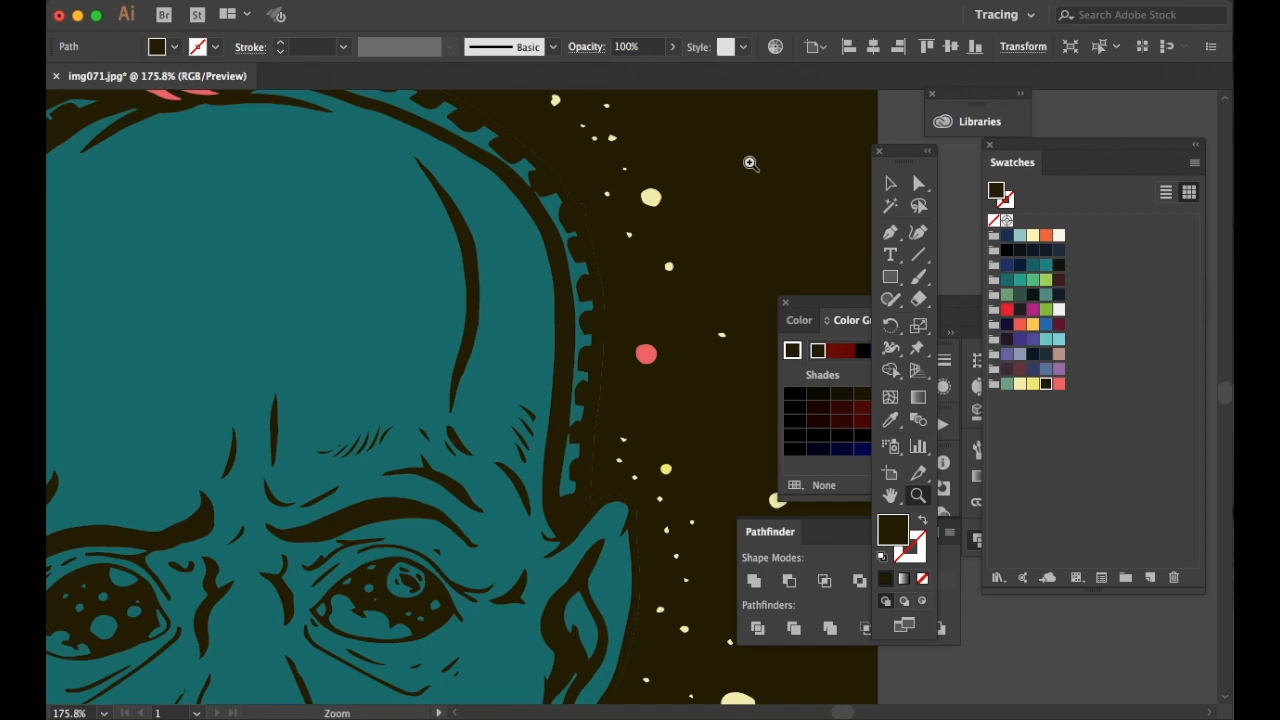 Ai Br St Tracing Search Adobe Stock
Path Stroke: Basic Opacity: 100% Style: Transform
img071.jpg* @ 175.8% (RGB/Preview)
Libraries
Swatches
Color Color Gr
Shades
None
Pathfinder
Shape Modes:
Pathfinders:
175.8% 1 Zoom